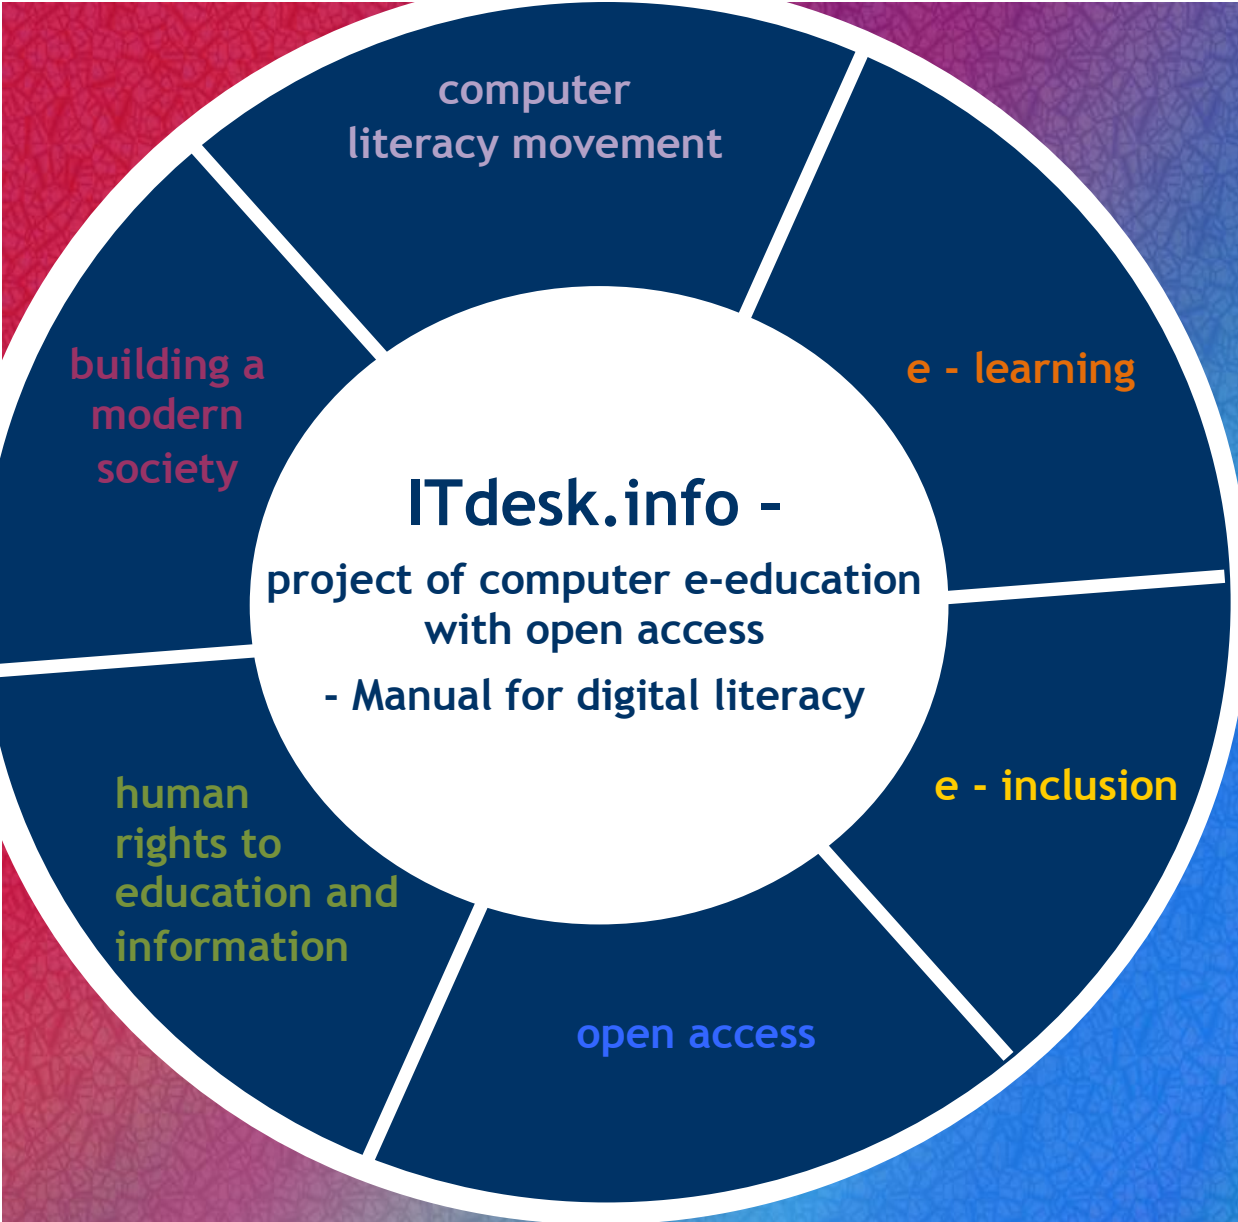 computer
literacy movement
e - learning
building a
modern
society
ITdesk.info –
project of computer e-education
with open access
- Manual for digital literacy
e - inclusion
human
rights to
education and
information
open access